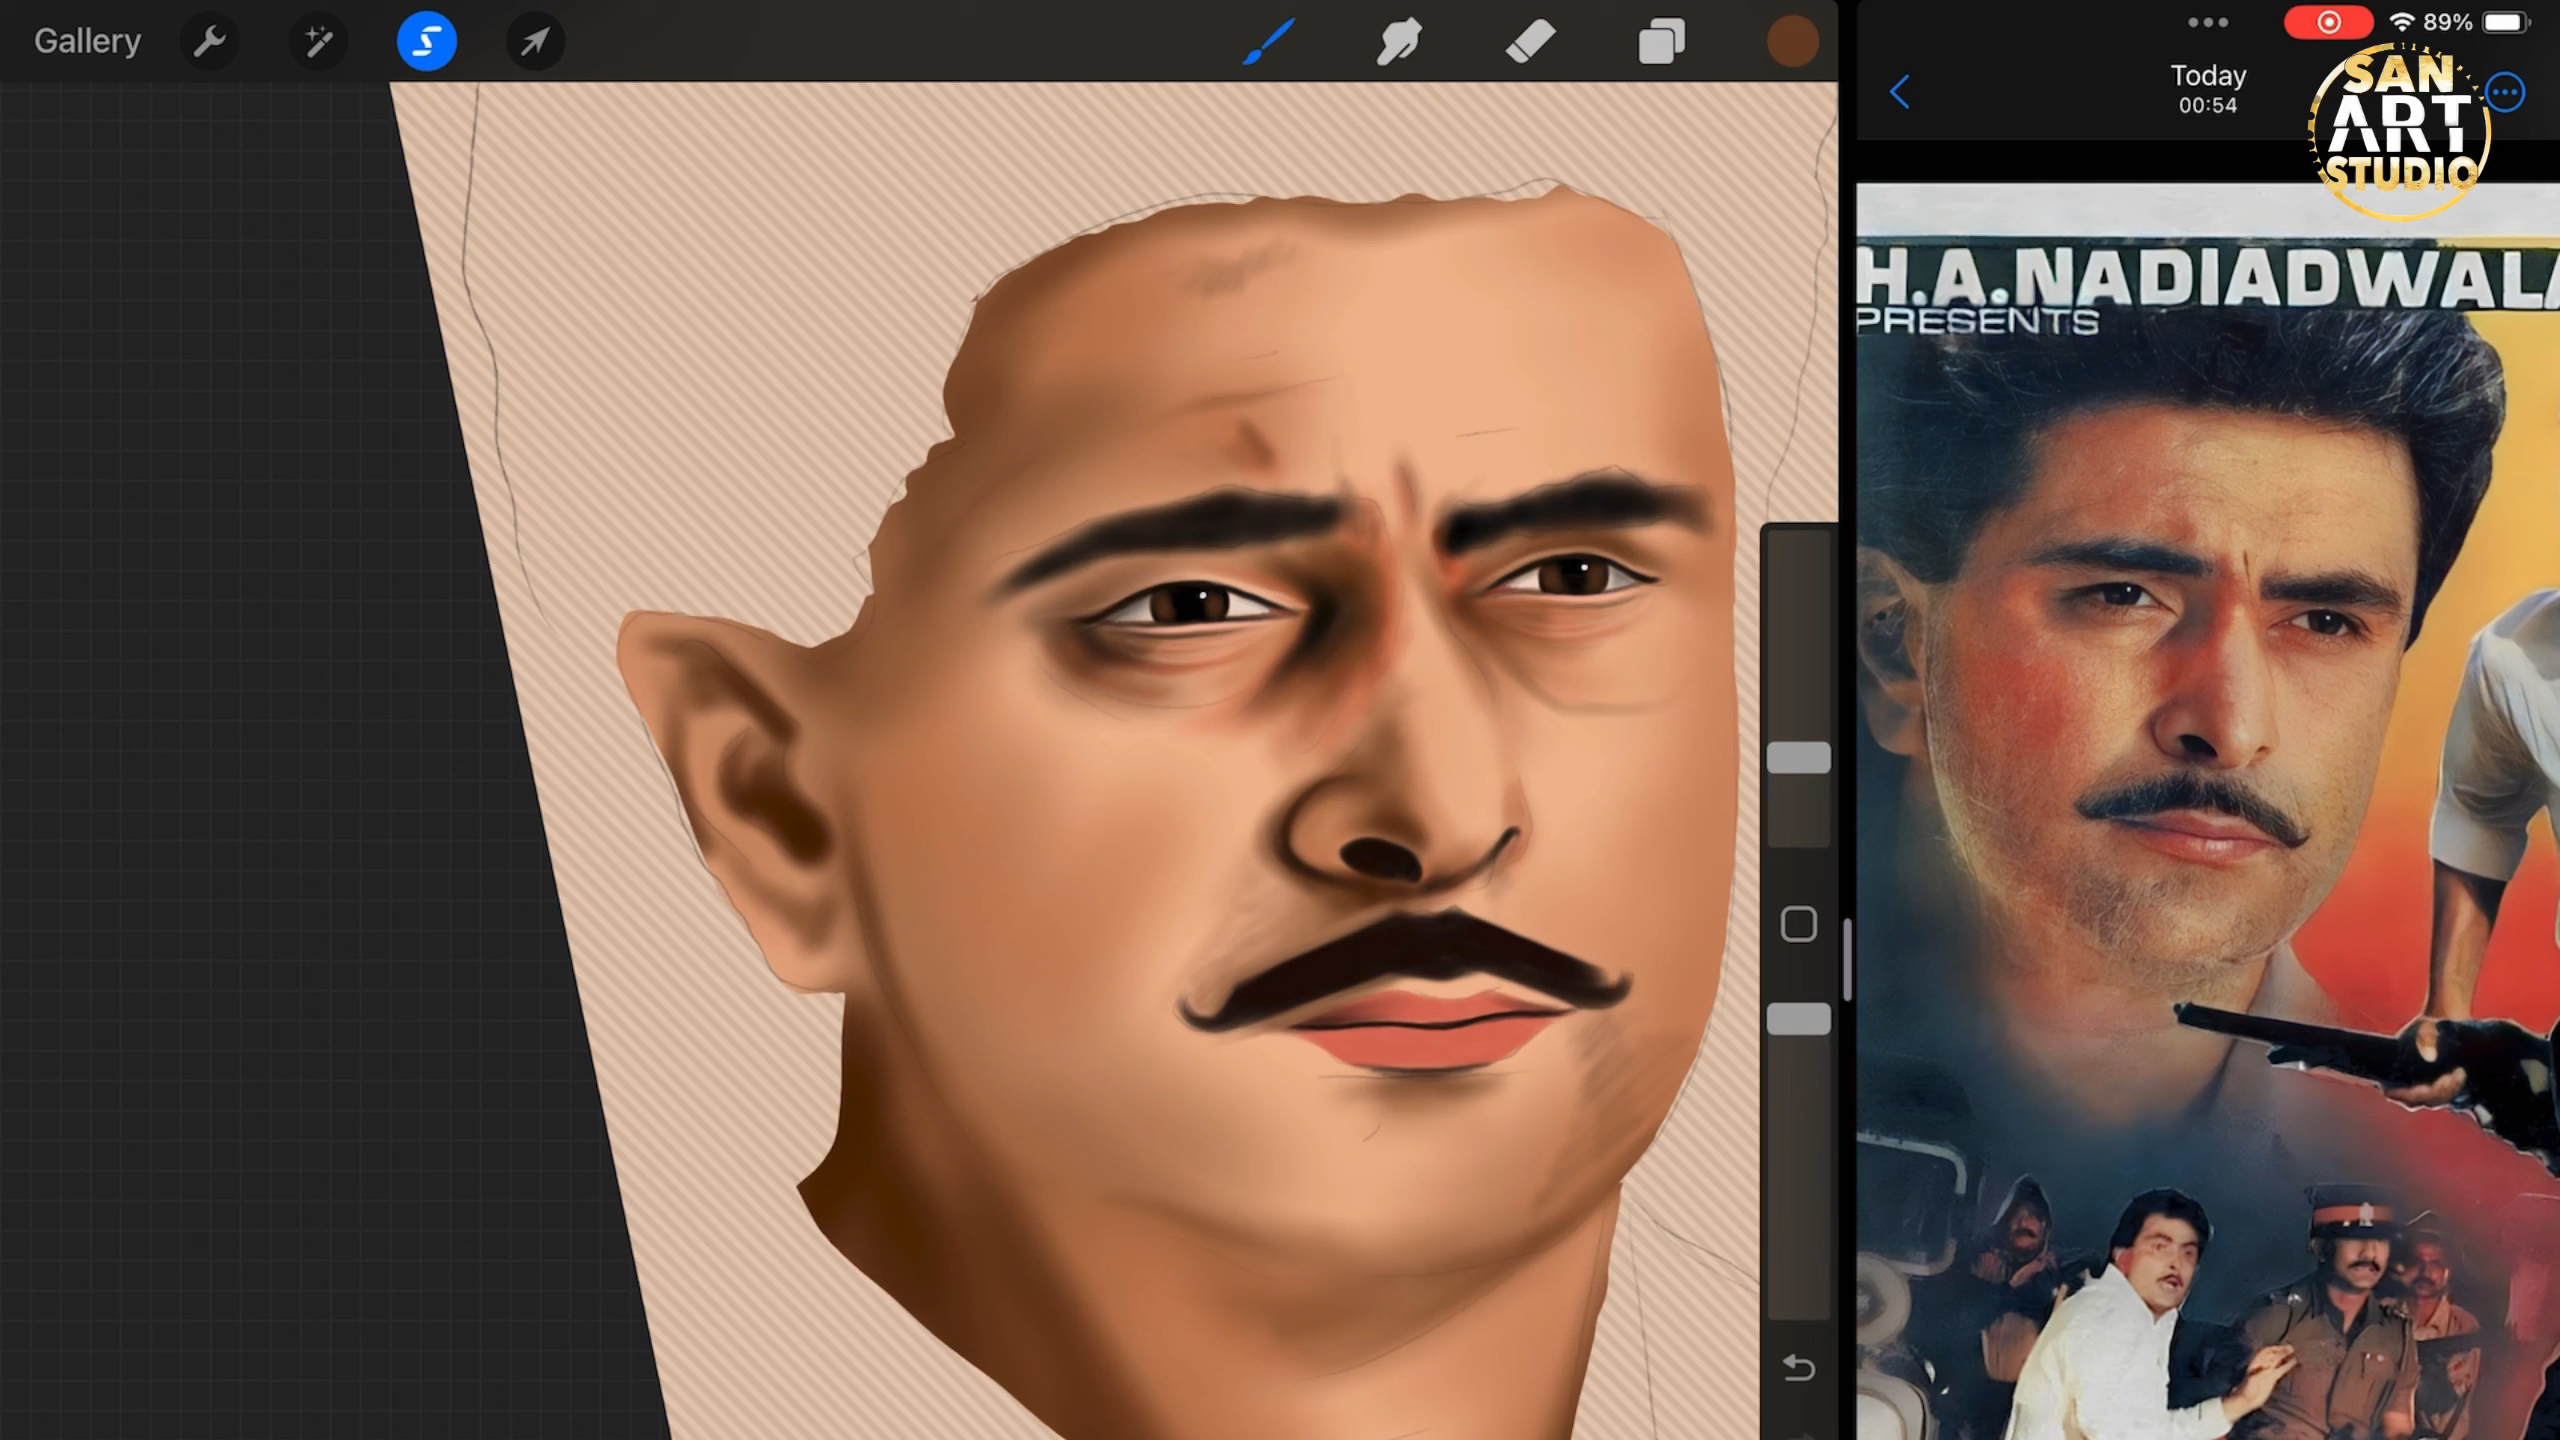 Gallery
89%
Today
00:54
SAN
ART
STUDIO
H.A.NADIADWALA
PRESENTS